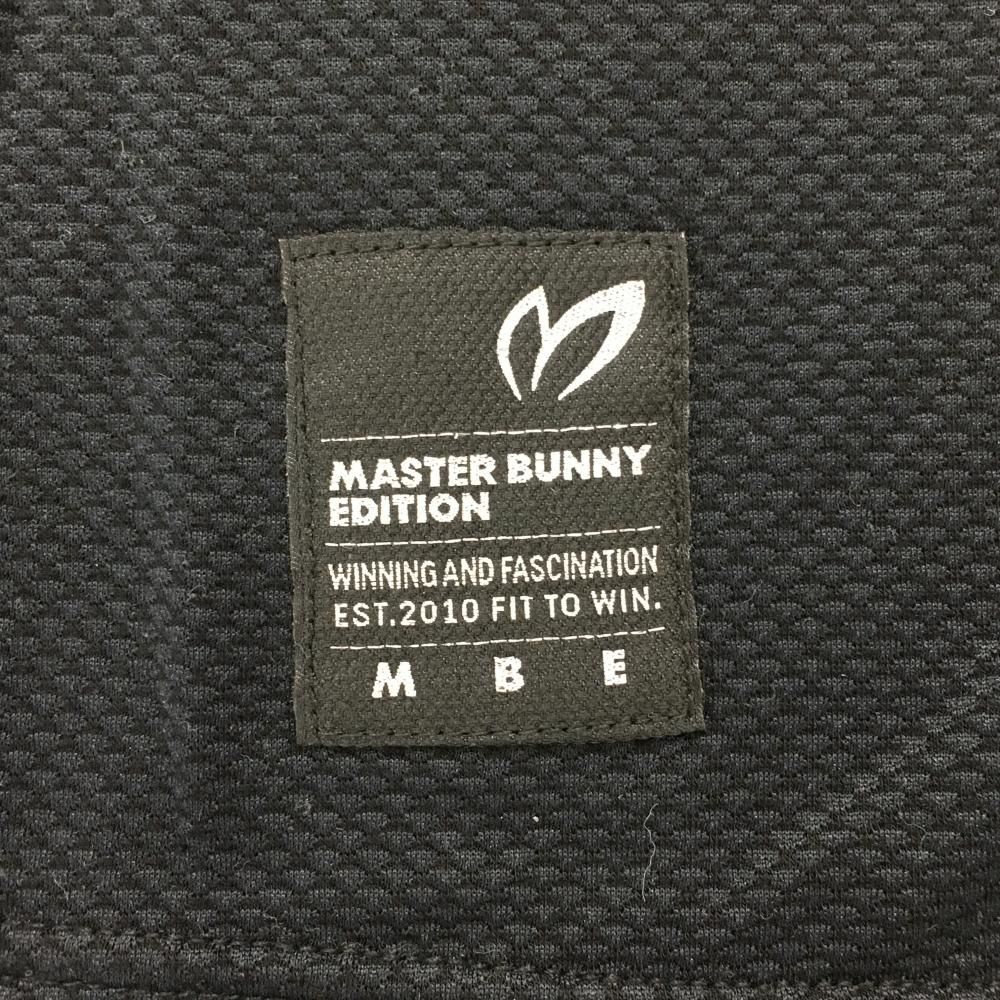 MASTER BUNNY
EDITION
WINNING AND FASCINATION
EST.2010 FIT TO WIN.
M B E